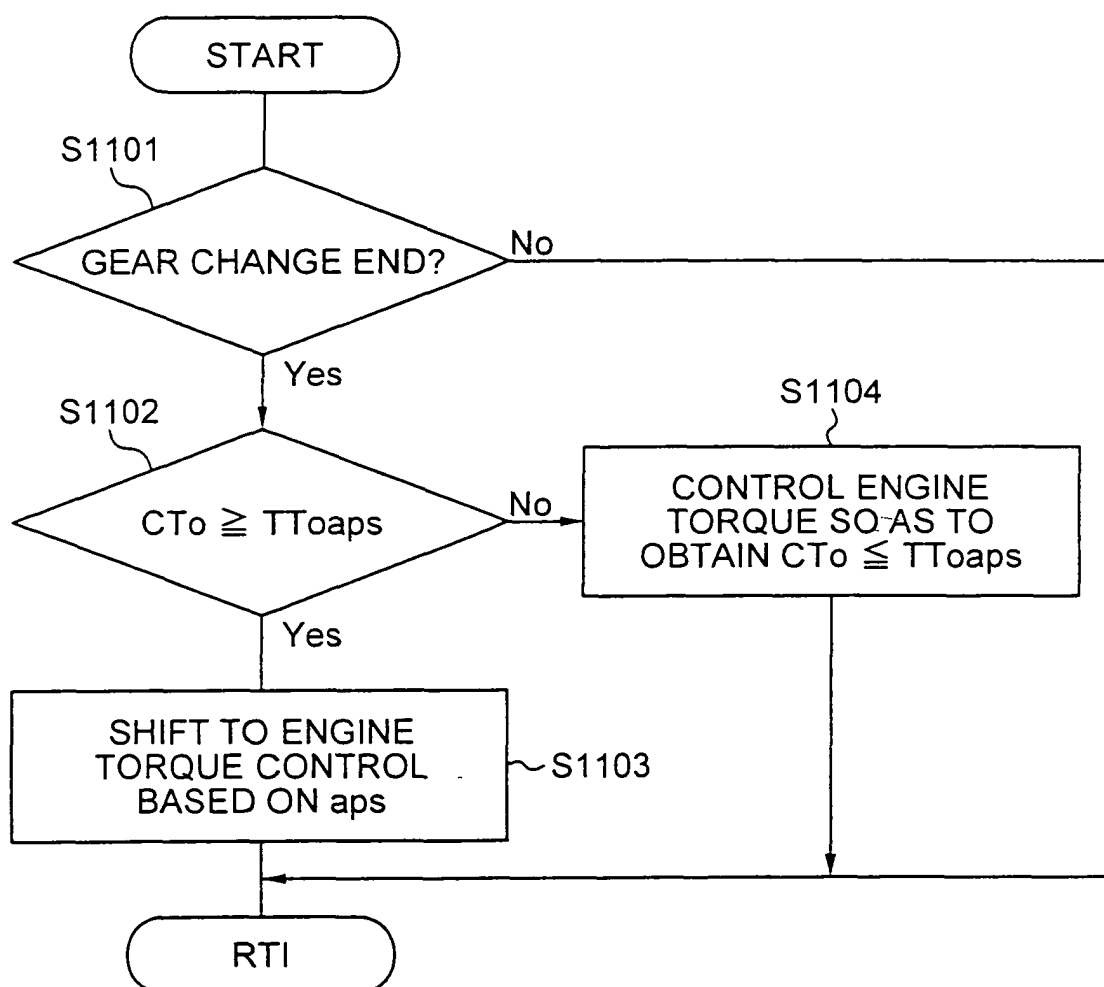 START
S1101
GEAR CHANGE END?
No
Yes
S1102
CTo ≧ TToaps
No
S1104
CONTROL ENGINE
TORQUE SO AS TO
OBTAIN CTo ≦ TToaps
Yes
SHIFT TO ENGINE
TORQUE CONTROL
BASED ON aps
S1103
RTI